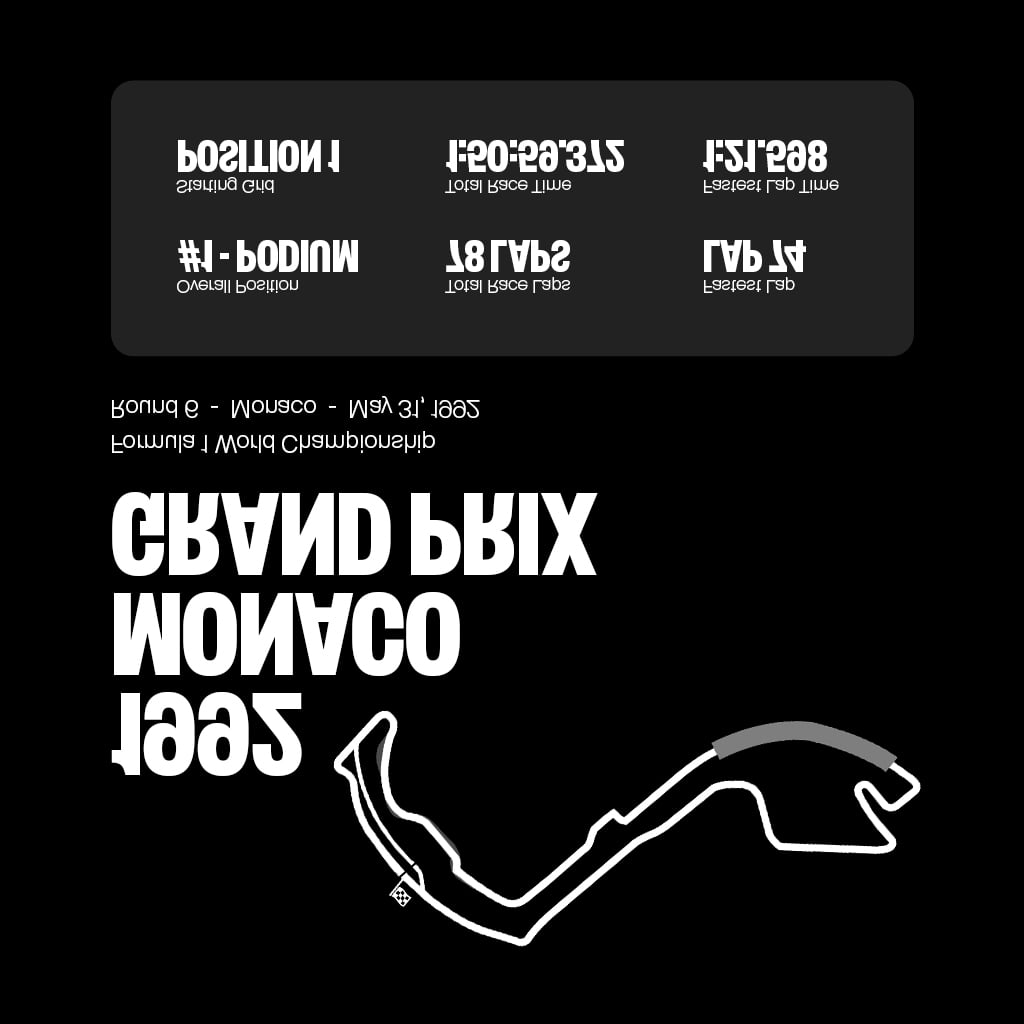 1992
MONACO
GRAND PRIX
Formula 1 World Championship
Round 6 - Monaco - May 31, 1992
Overall Position
#1 - PODIUM
Total Race Laps
78 LAPS
Fastest Lap
LAP 74
Starting Grid
POSITION 1
Total Race Time
1:50:59.372
Fastest Lap Time
1:21.598